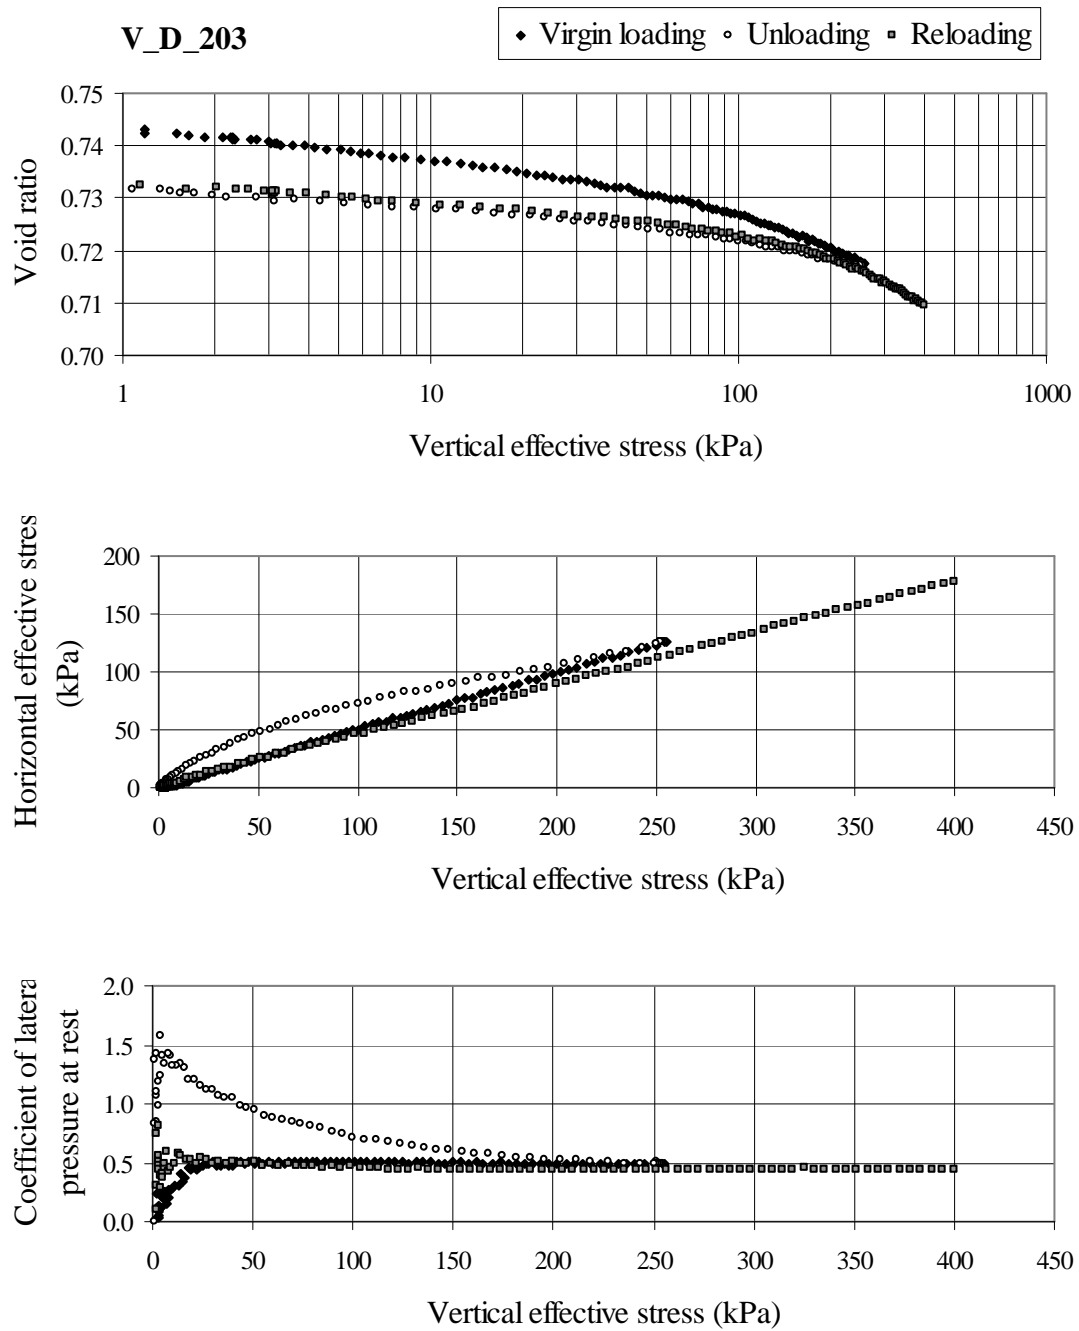 V_D_203
Virgin loading Unloading Reloading
Void ratio
0.75
0.74
0.73
0.72
0.71
0.70
1 10 100 1000
Vertical effective stress (kPa)
Horizontal effective stres
(kPa)
200
150
100
50
0
0 50 100 150 200 250 300 350 400 450
Vertical effective stress (kPa)
Coefficient of latera
pressure at rest
2.0
1.5
1.0
0.5
0.0
0 50 100 150 200 250 300 350 400 450
Vertical effective stress (kPa)